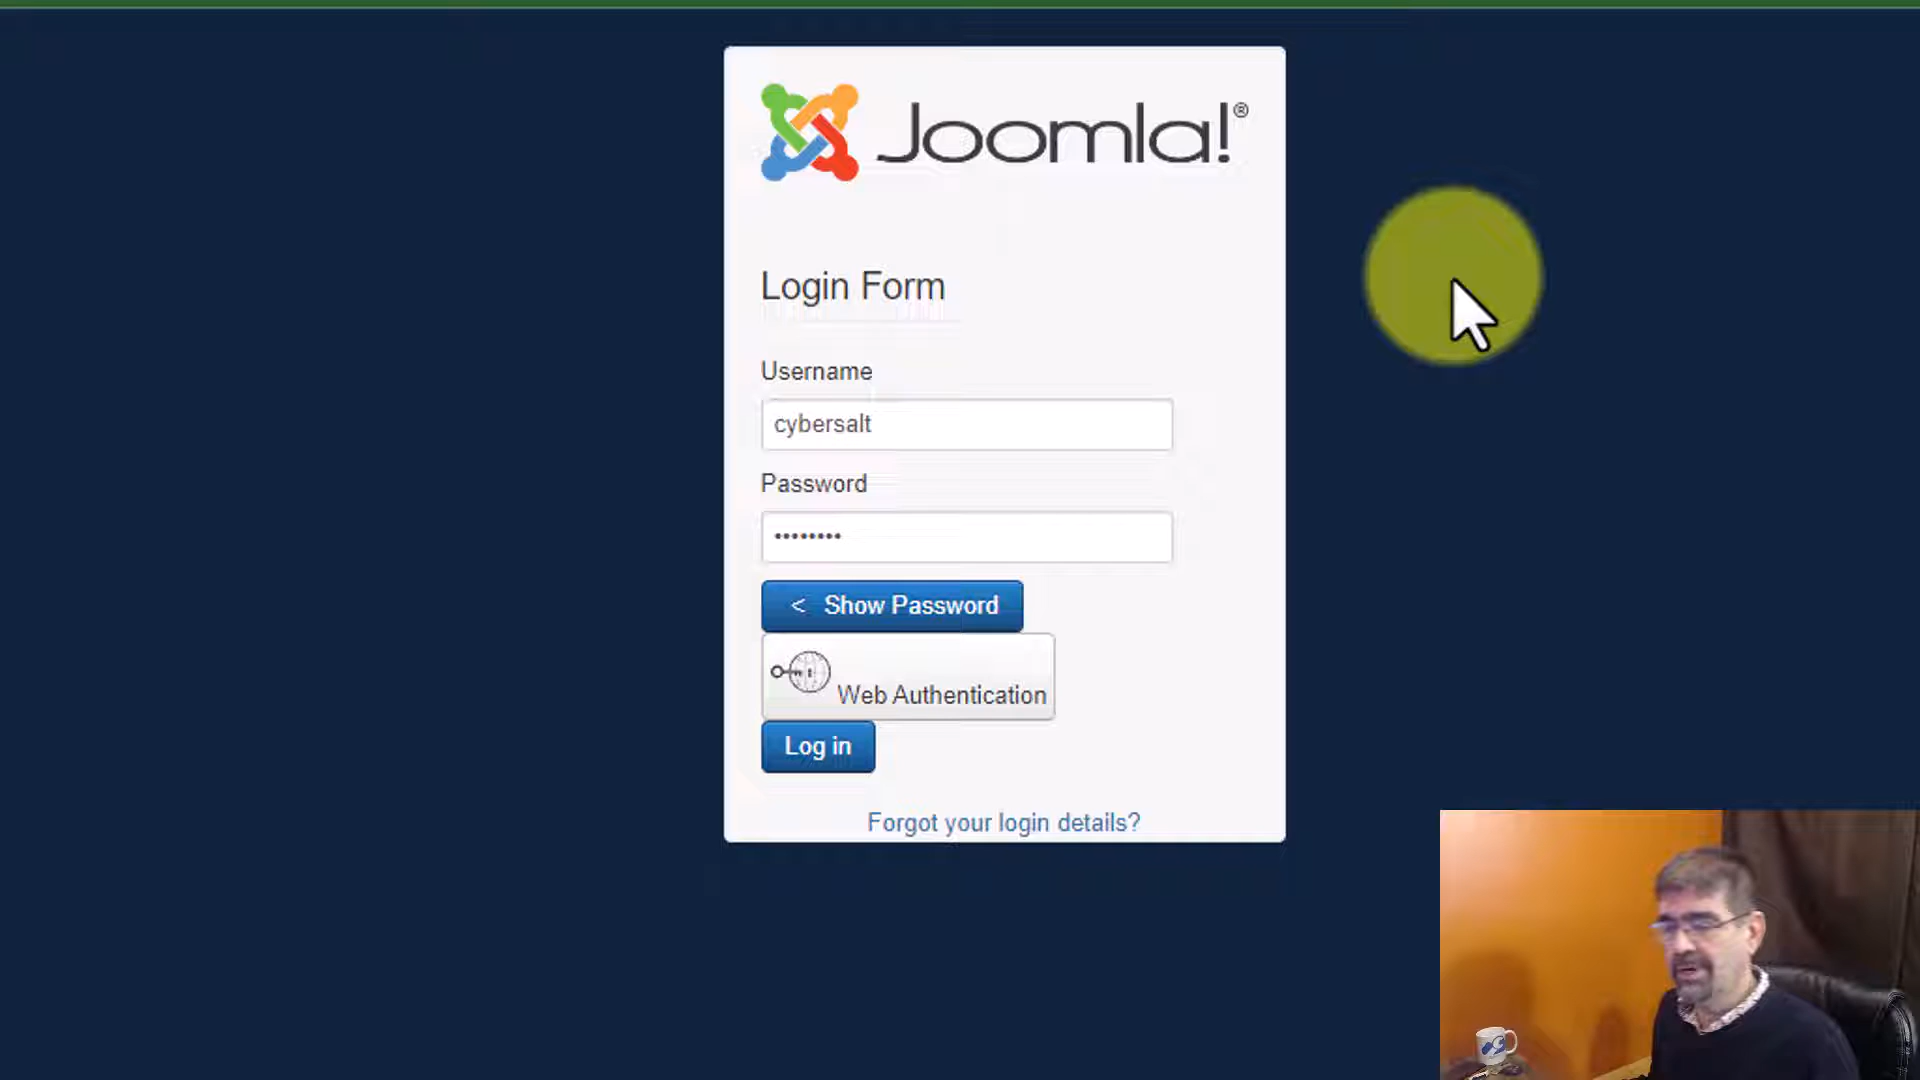 Joomla!®
Login Form
Username
cybersalt
Password
••••••••
< Show Password
Web Authentication
Log in
Forgot your login details?